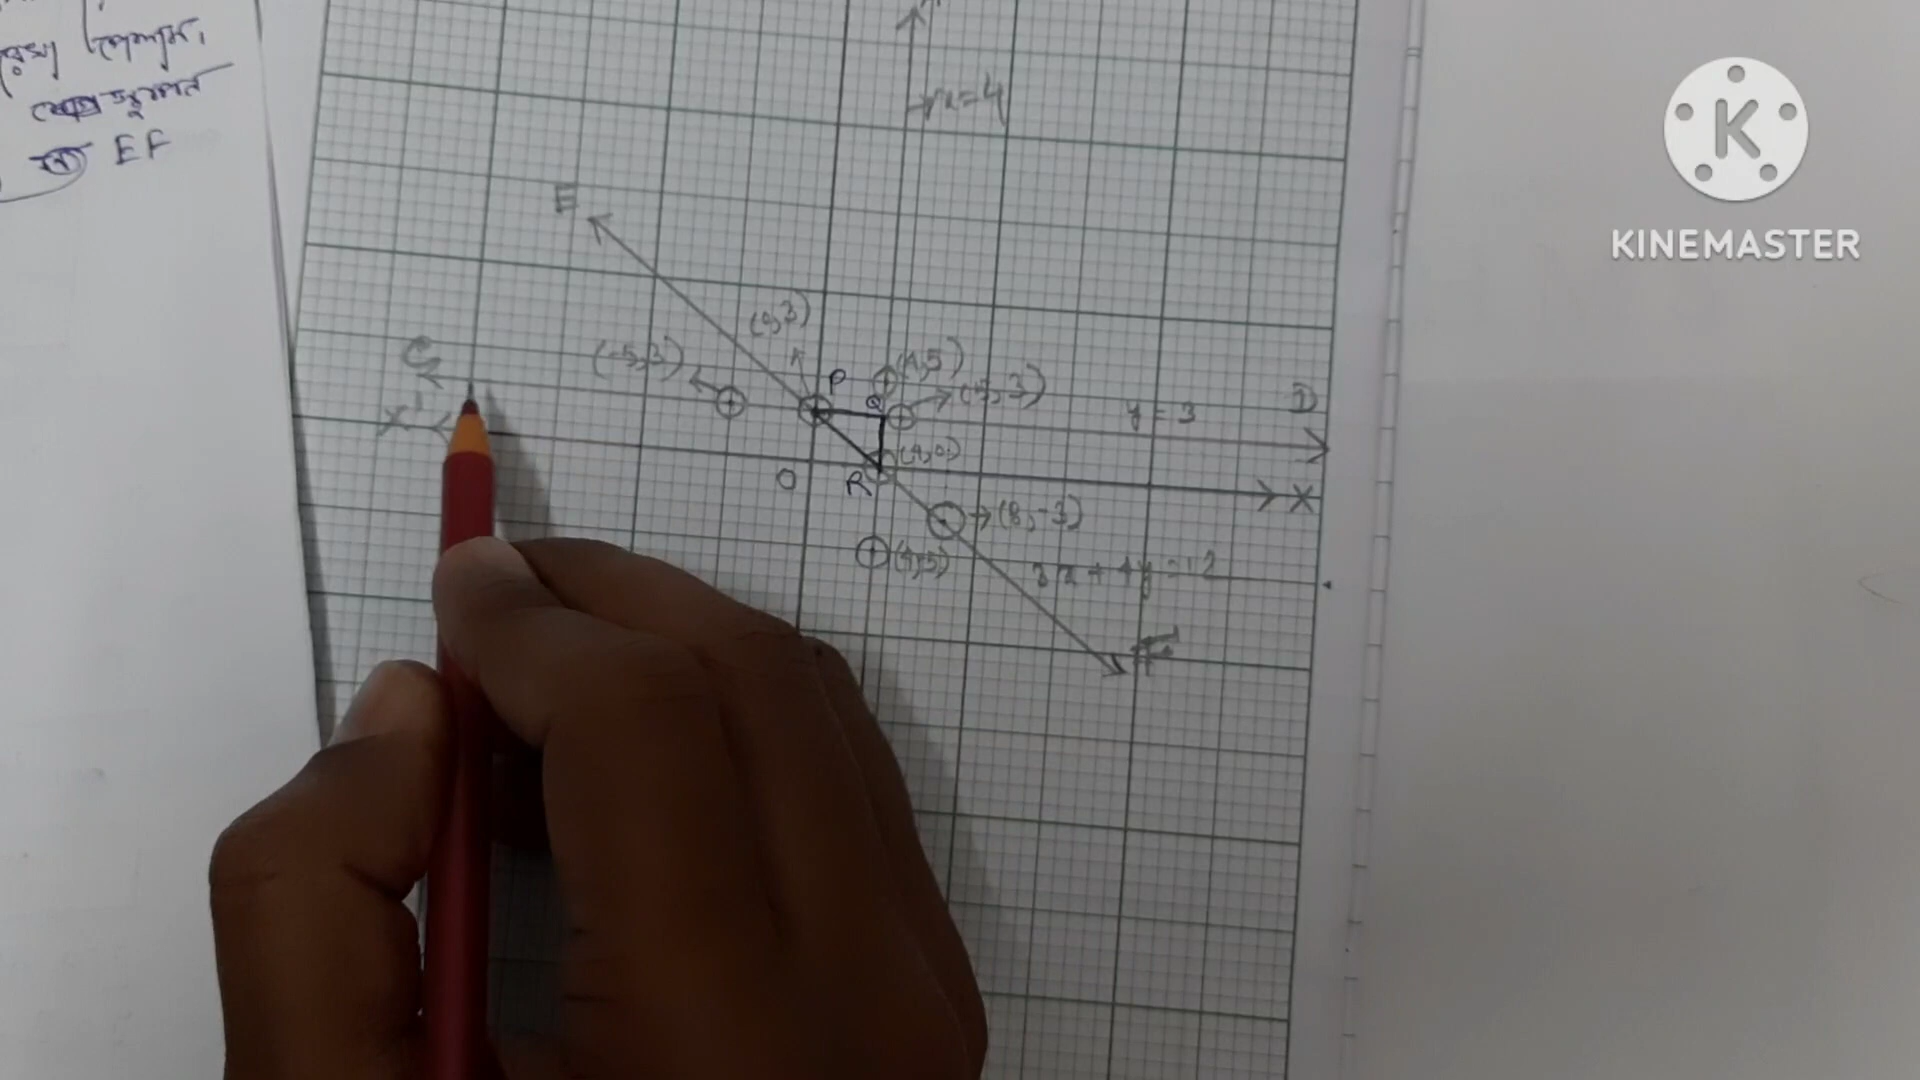 EF
x=4
E
(0,3)
C
(-5,3)
P
(4,5)
Q
(5,3)
y = 3
D
X'
(4,0)
O
R
X
(8,-3)
(4,-5)
3x + 4y = 12
F
K
KINEMASTER